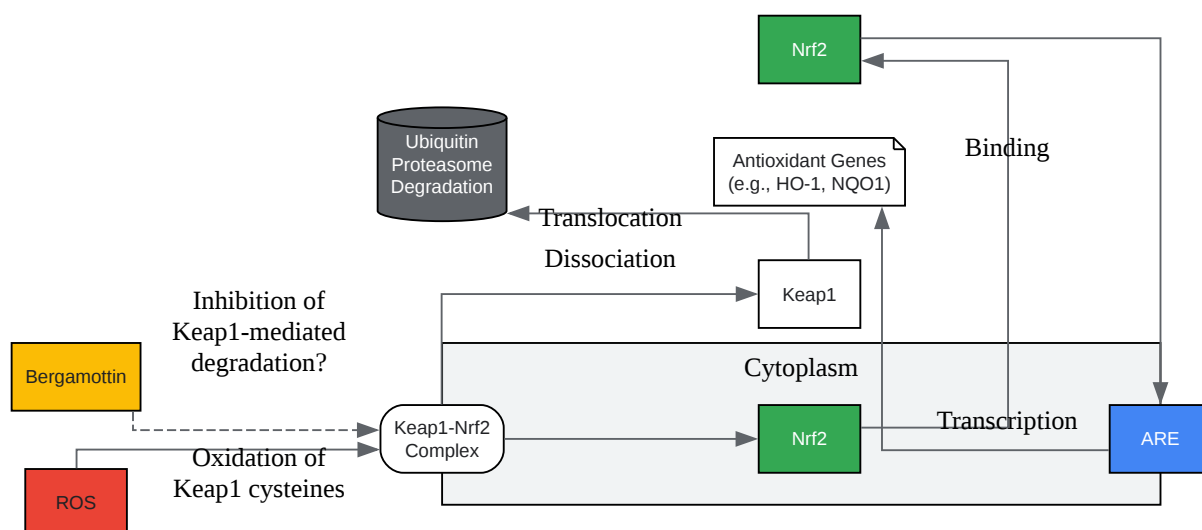 Nrf2
Ubiquitin
Proteasome
Degradation
Antioxidant Genes
(e.g., HO-1, NQO1)
Binding
Translocation
Dissociation
Keap1
Inhibition of
Keap1-mediated
degradation?
Cytoplasm
Bergamottin
Keap1-Nrf2
Complex
Nrf2
Transcription
ARE
Oxidation of
Keap1 cysteines
ROS